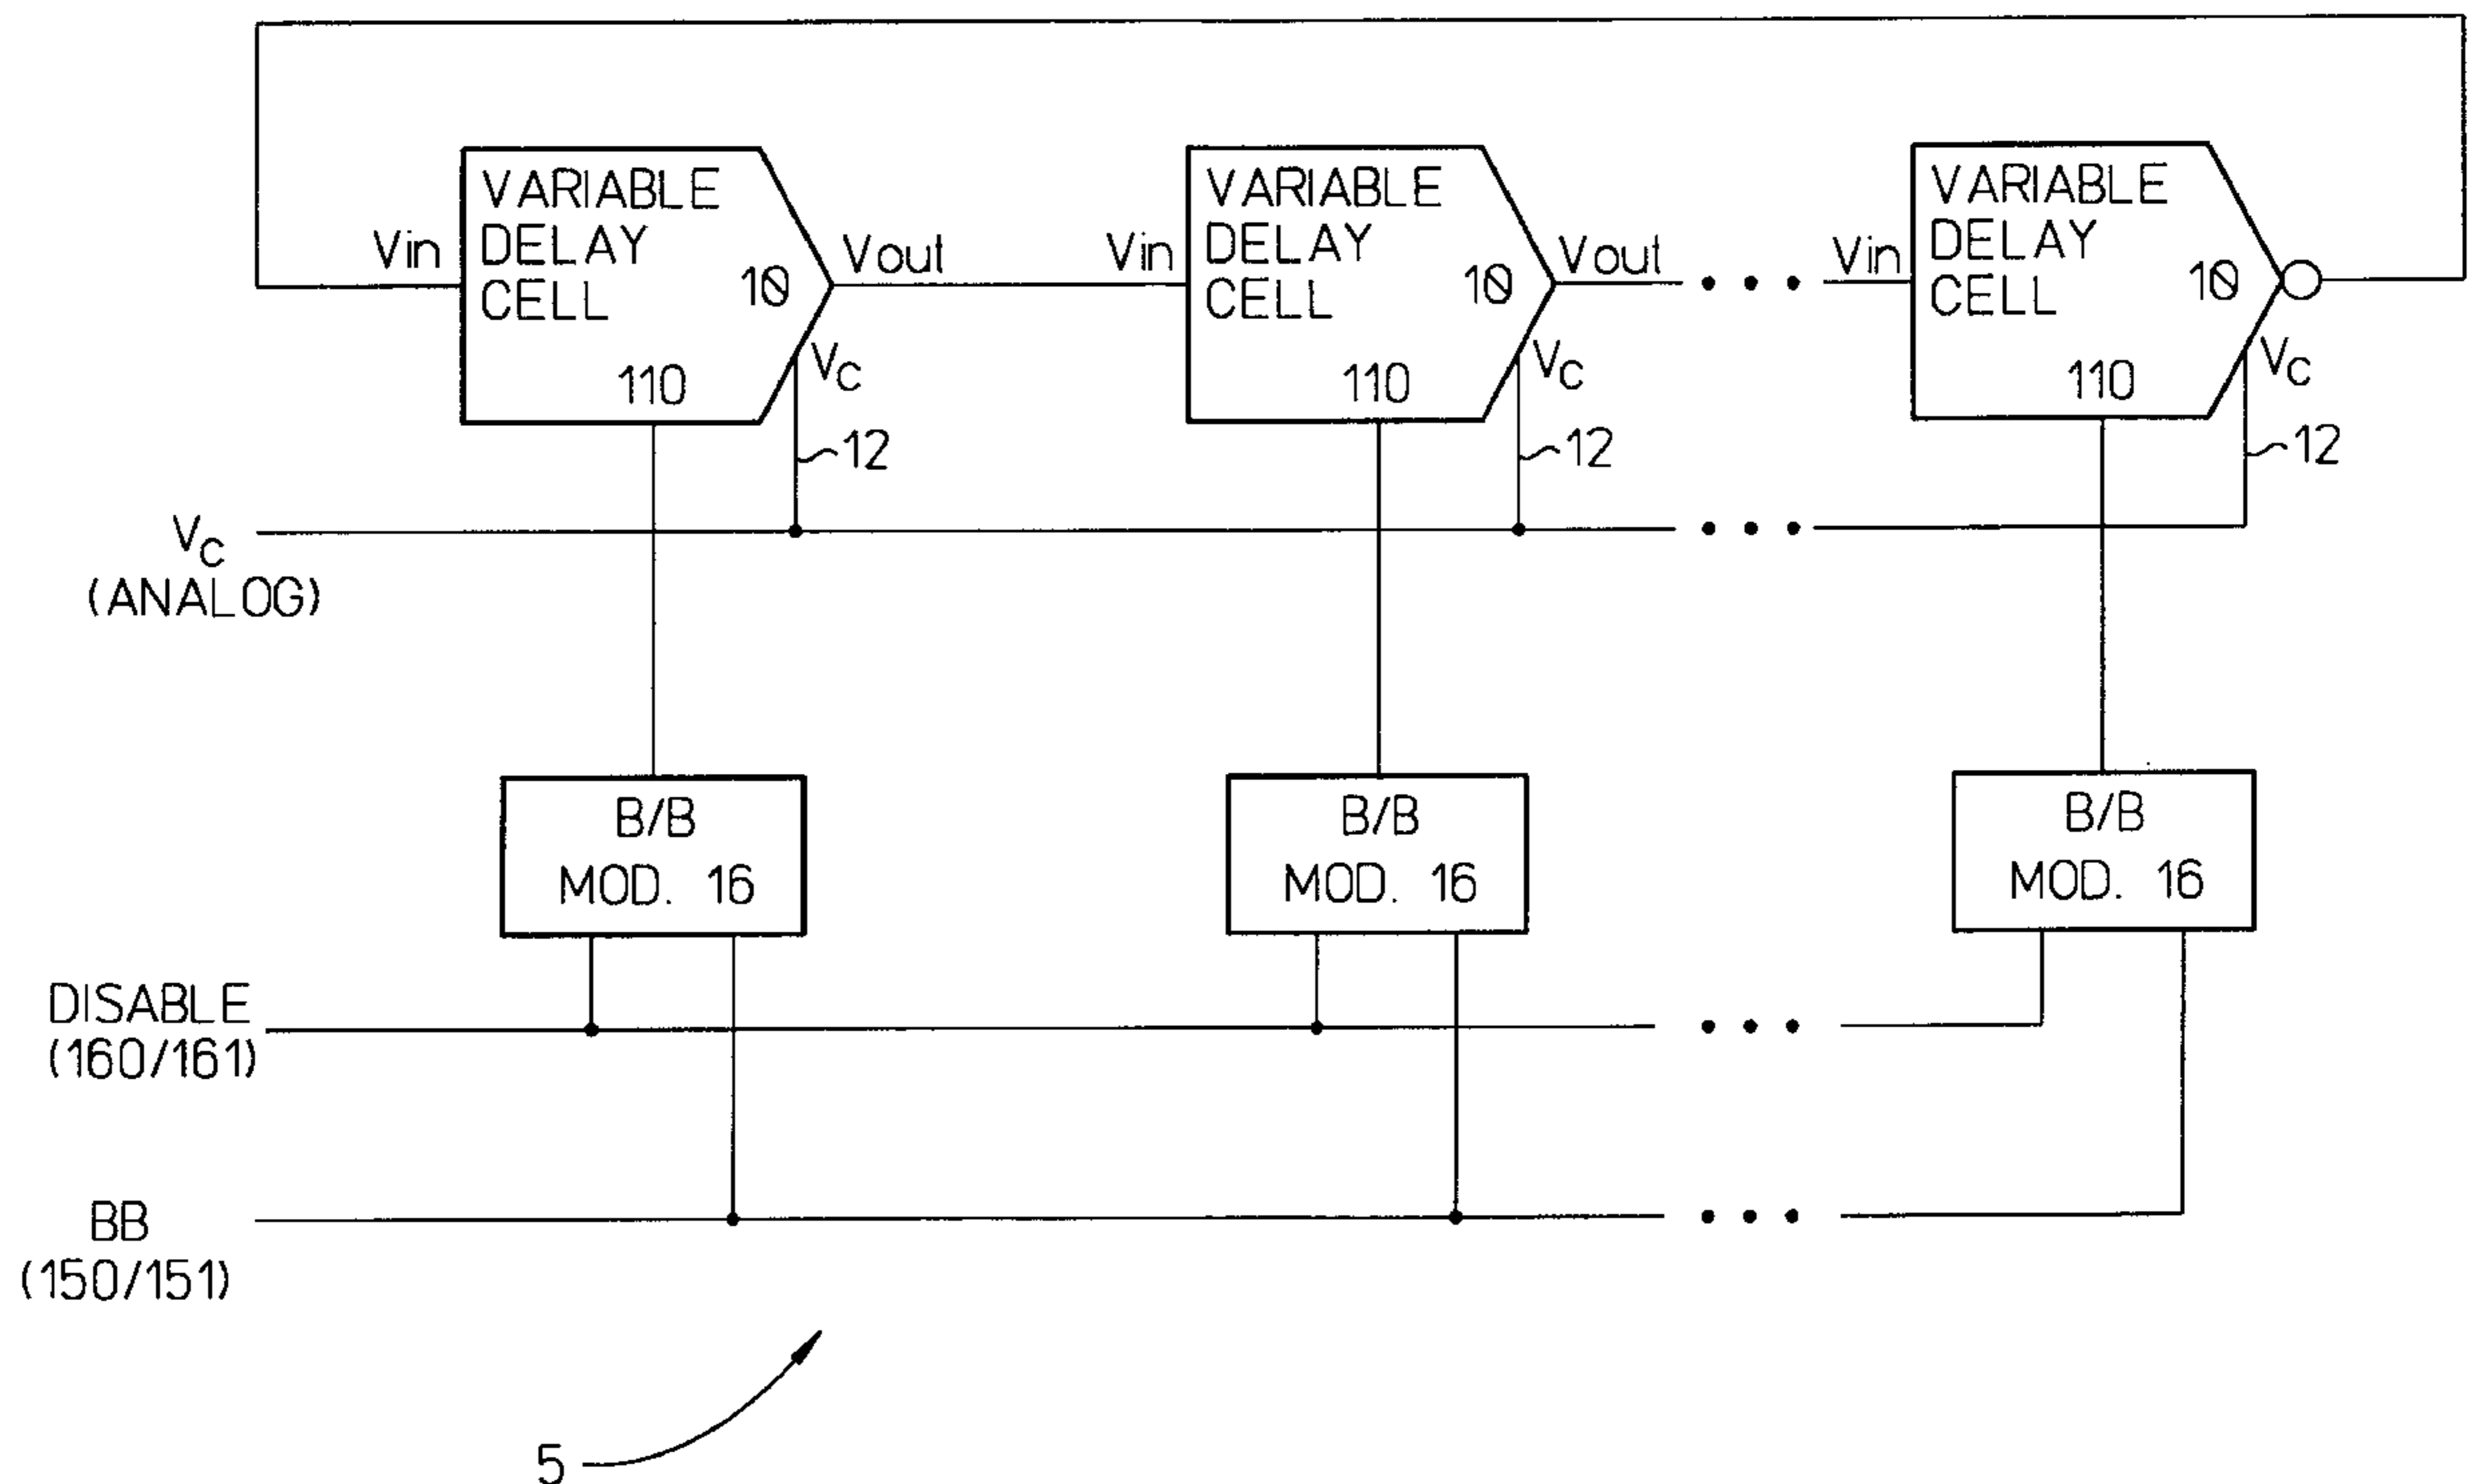 VARIABLE
DELAY
CELL
10
110
Vin
Vout
VC
12
VARIABLE
DELAY
CELL
10
110
Vin
Vout
VC
12
VARIABLE
DELAY
CELL
10
110
Vin
VC
12
VC
(ANALOG)
B/B
MOD. 16
B/B
MOD. 16
B/B
MOD. 16
DISABLE
(160/161)
BB
(150/151)
5